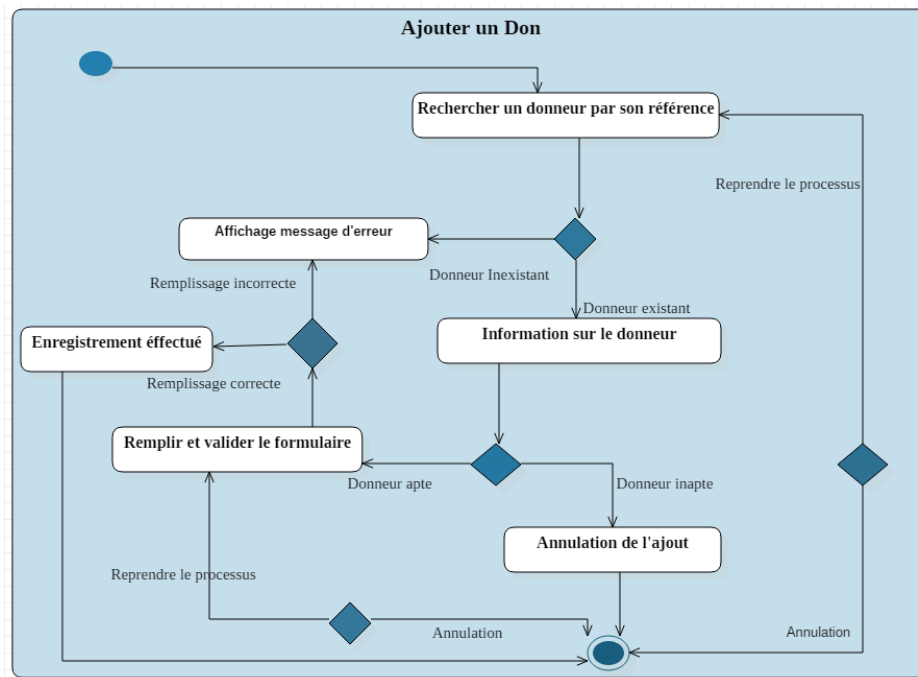 Ajouter un Don
Rechercher un donneur par son référence
Reprendre le processus
Affichage message d'erreur
Donneur Inexistant
Remplissage incorrecte
Donneur existant
Information sur le donneur
Enregistrement éffectué
Remplissage correcte
Remplir et valider le formulaire
Donneur apte
Donneur inapte
Annulation de l'ajout
Reprendre le processus
Annulation
Annulation